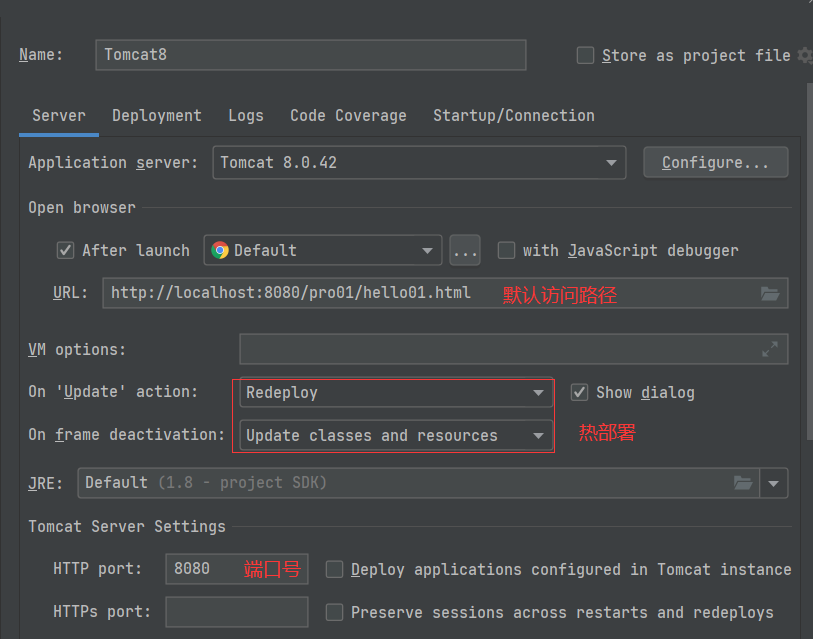 Name: Tomcat8 Store as project file
Server Deployment Logs Code Coverage Startup/Connection
Application server: Tomcat 8.0.42 Configure...
Open browser
After launch Default ... with JavaScript debugger
URL: http://localhost:8080/pro01/hello01.html 默认访问路径
VM options:
On 'Update' action: Redeploy Show dialog
On frame deactivation: Update classes and resources 热部署
JRE: Default (1.8 - project SDK)
Tomcat Server Settings
HTTP port: 8080 端口号 Deploy applications configured in Tomcat instance
HTTPs port: Preserve sessions across restarts and redeploys